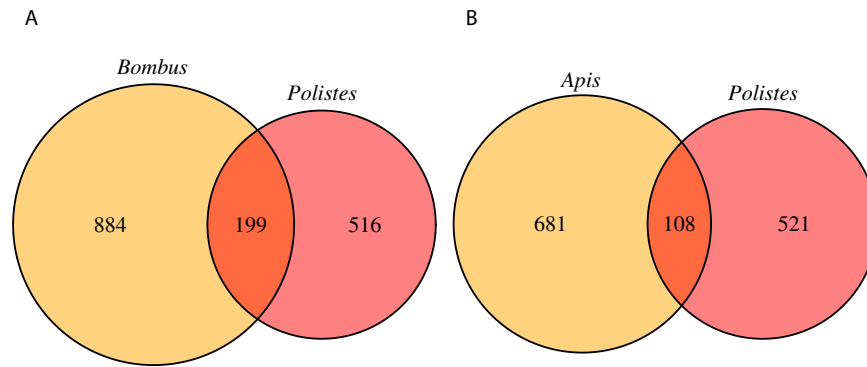 A
Bombus
Polistes
884
199
516
B
Apis
Polistes
681
108
521